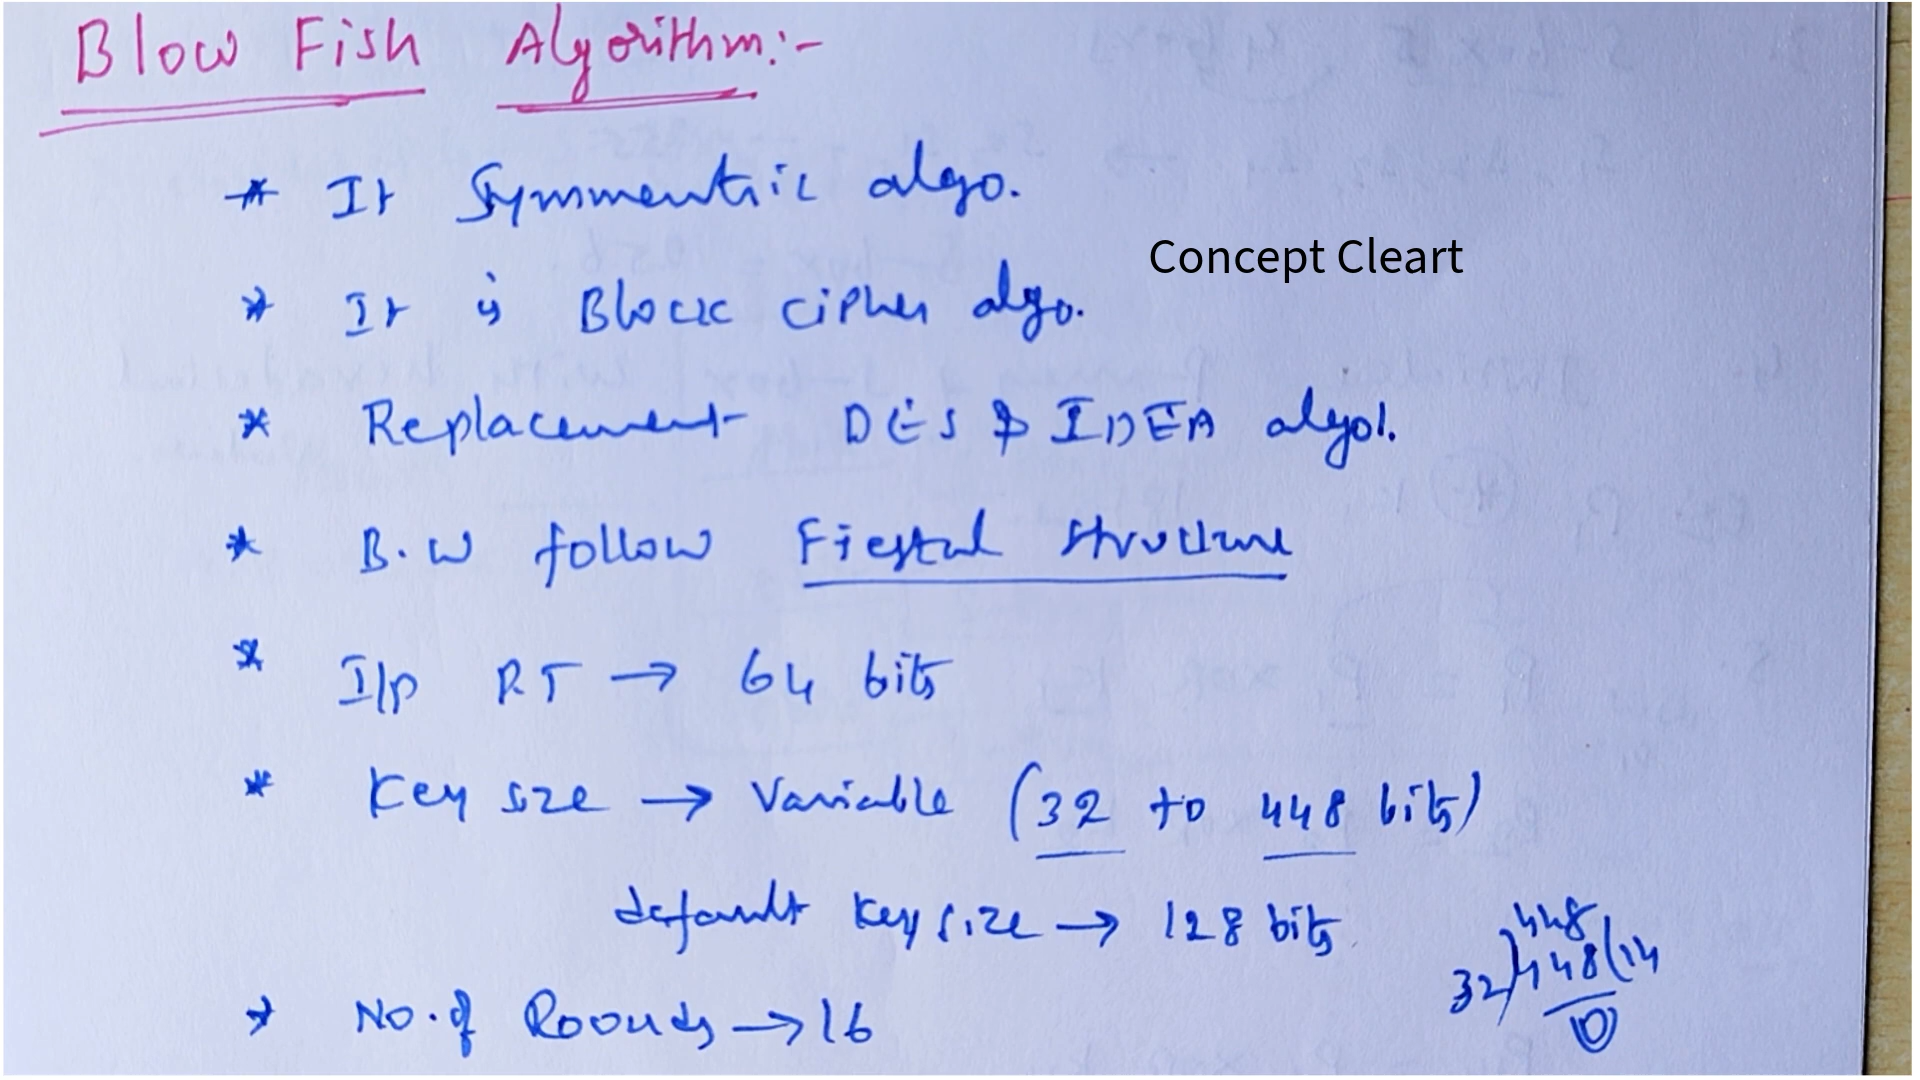 Blow Fish Algorithm:-
* It Symmentric algo.
Concept Cleart
* It is Block cipher algo.
* Replacement DES & IDEA algo.
* B.W follow Fiestal structure
* I/p P.T → 64 bits
* Key size → Variable (32 to 448 bits)
default key size → 128 bits
448
32)448(14
0
* No. of Rounds → 16